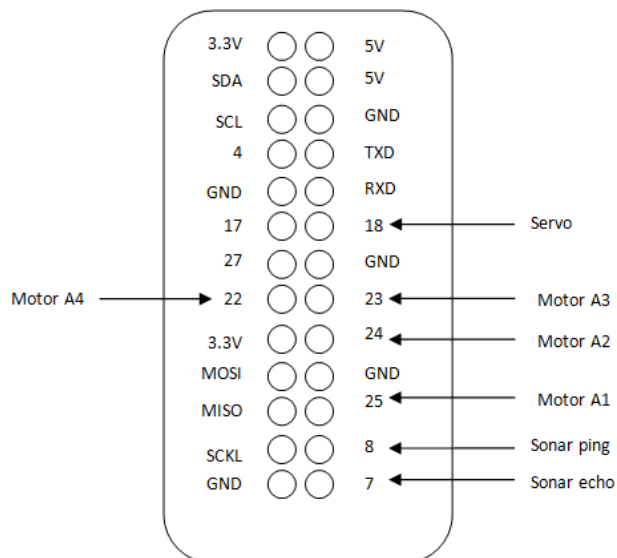 3.3V 5V
SDA 5V
SCL GND
4 TXD
GND RXD
17 18 Servo
27 GND
Motor A4 22 23 Motor A3
3.3V 24 Motor A2
MOSI GND
MISO 25 Motor A1
SCKL 8 Sonar ping
GND 7 Sonar echo